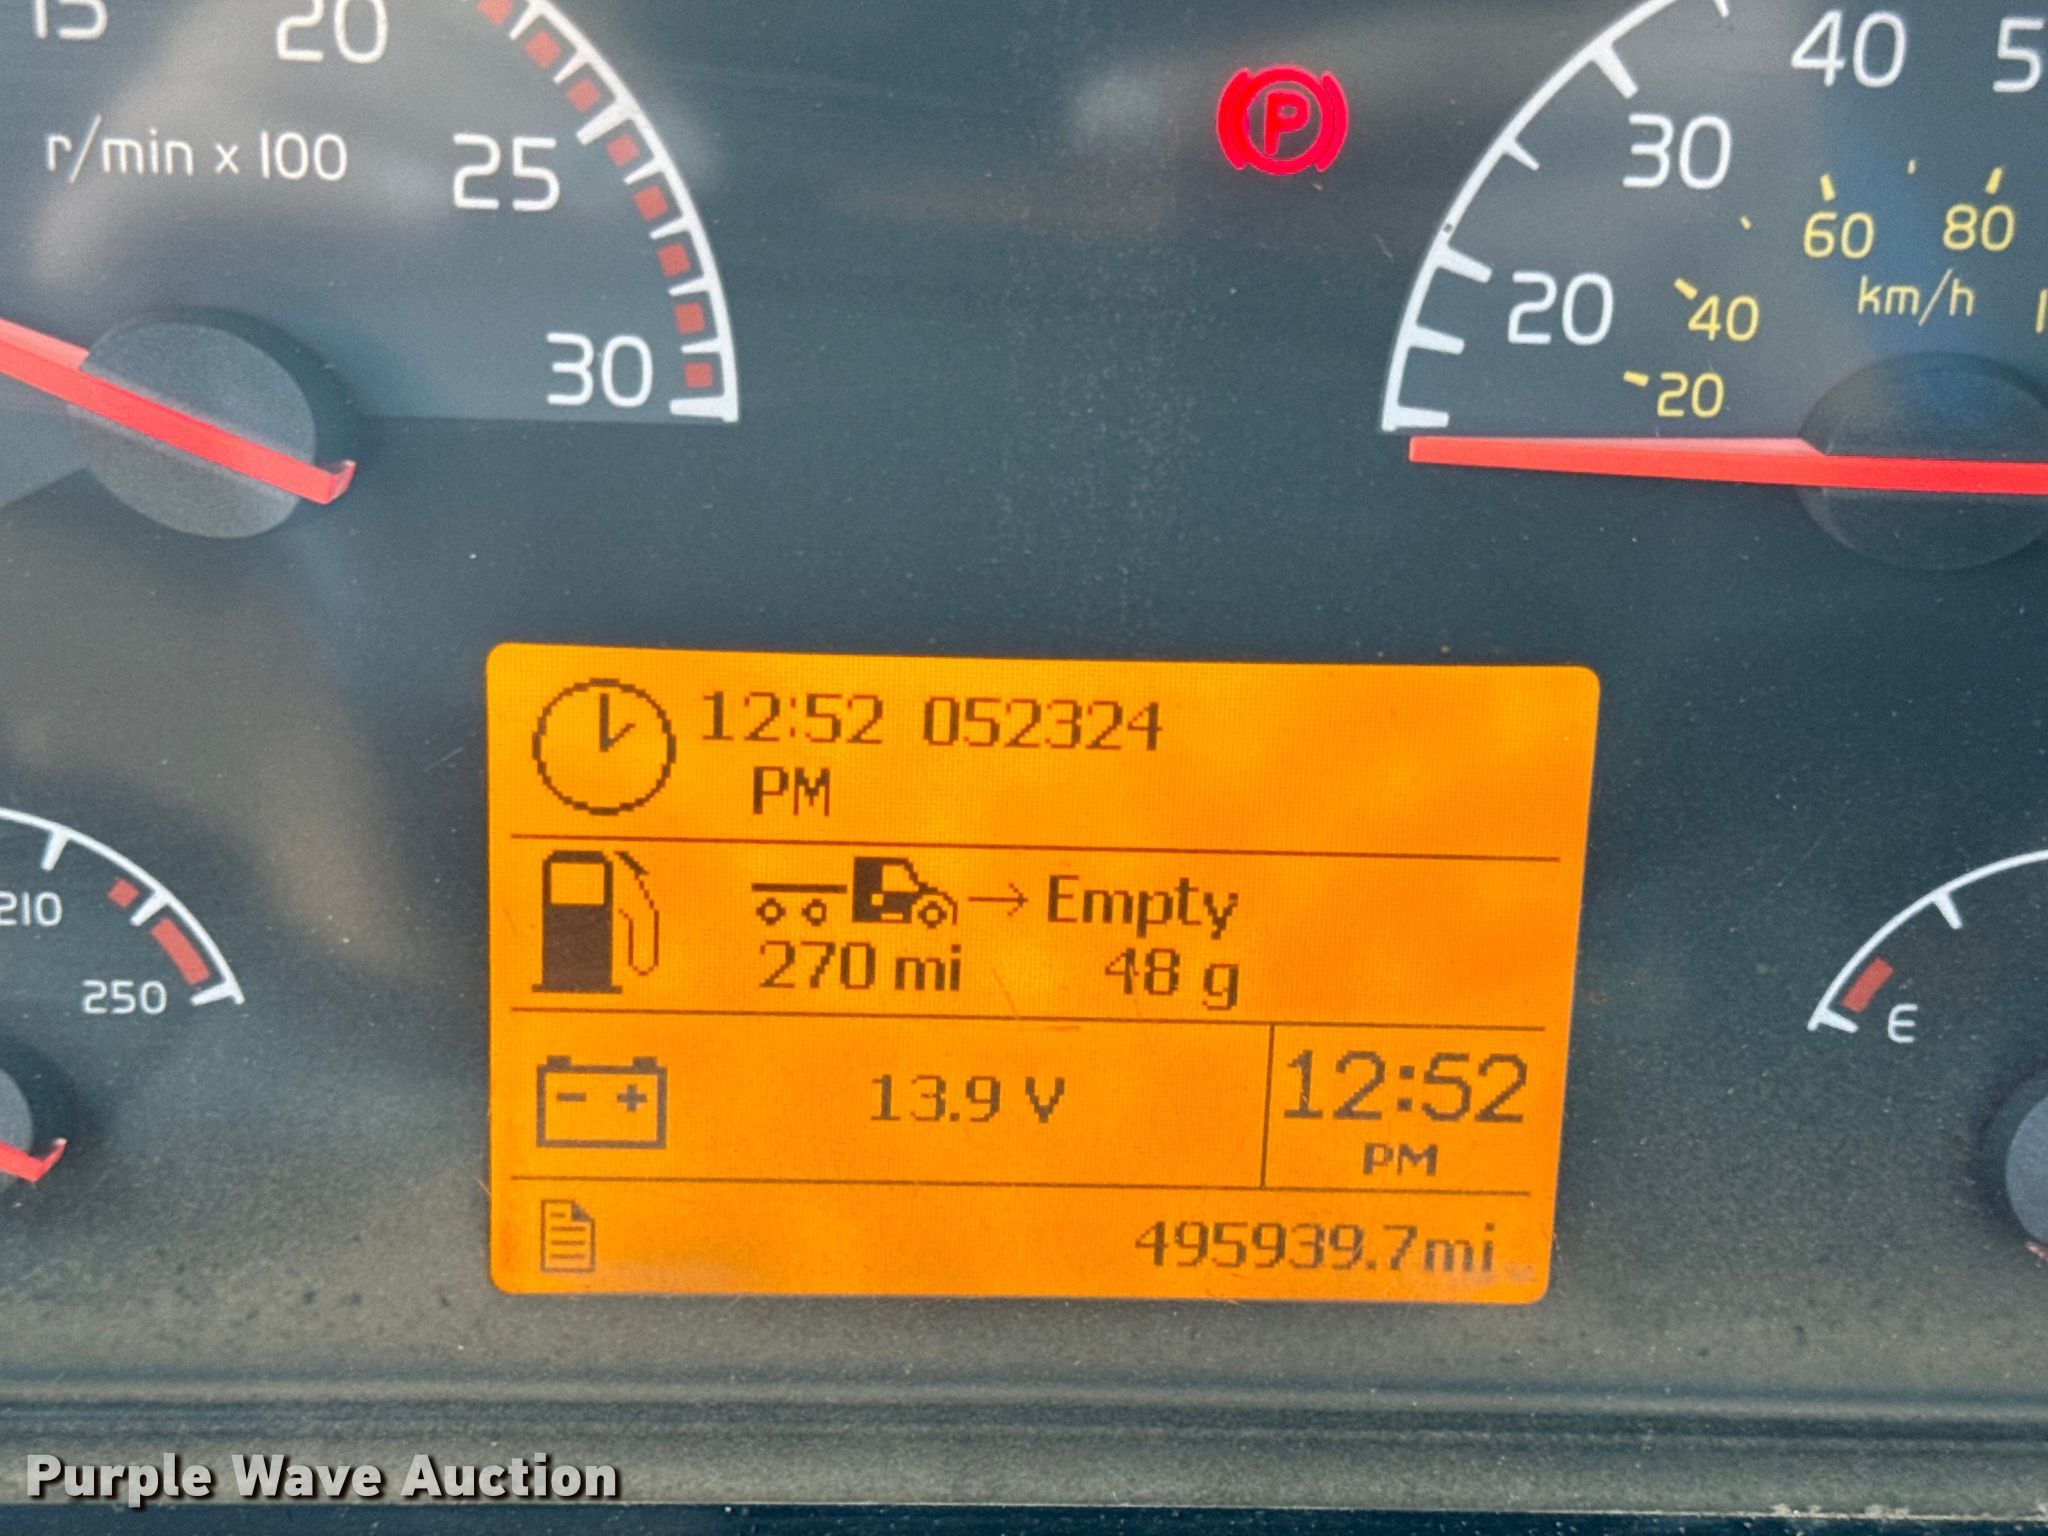 15 20 25 30
r/min x 100
P
20 30 40
20 40 60 80
km/h
12:52 052324
PM
Empty
270 mi 48 g
- + 13.9 V 12:52
PM
495939.7mi
210
250
E
Purple Wave Auction